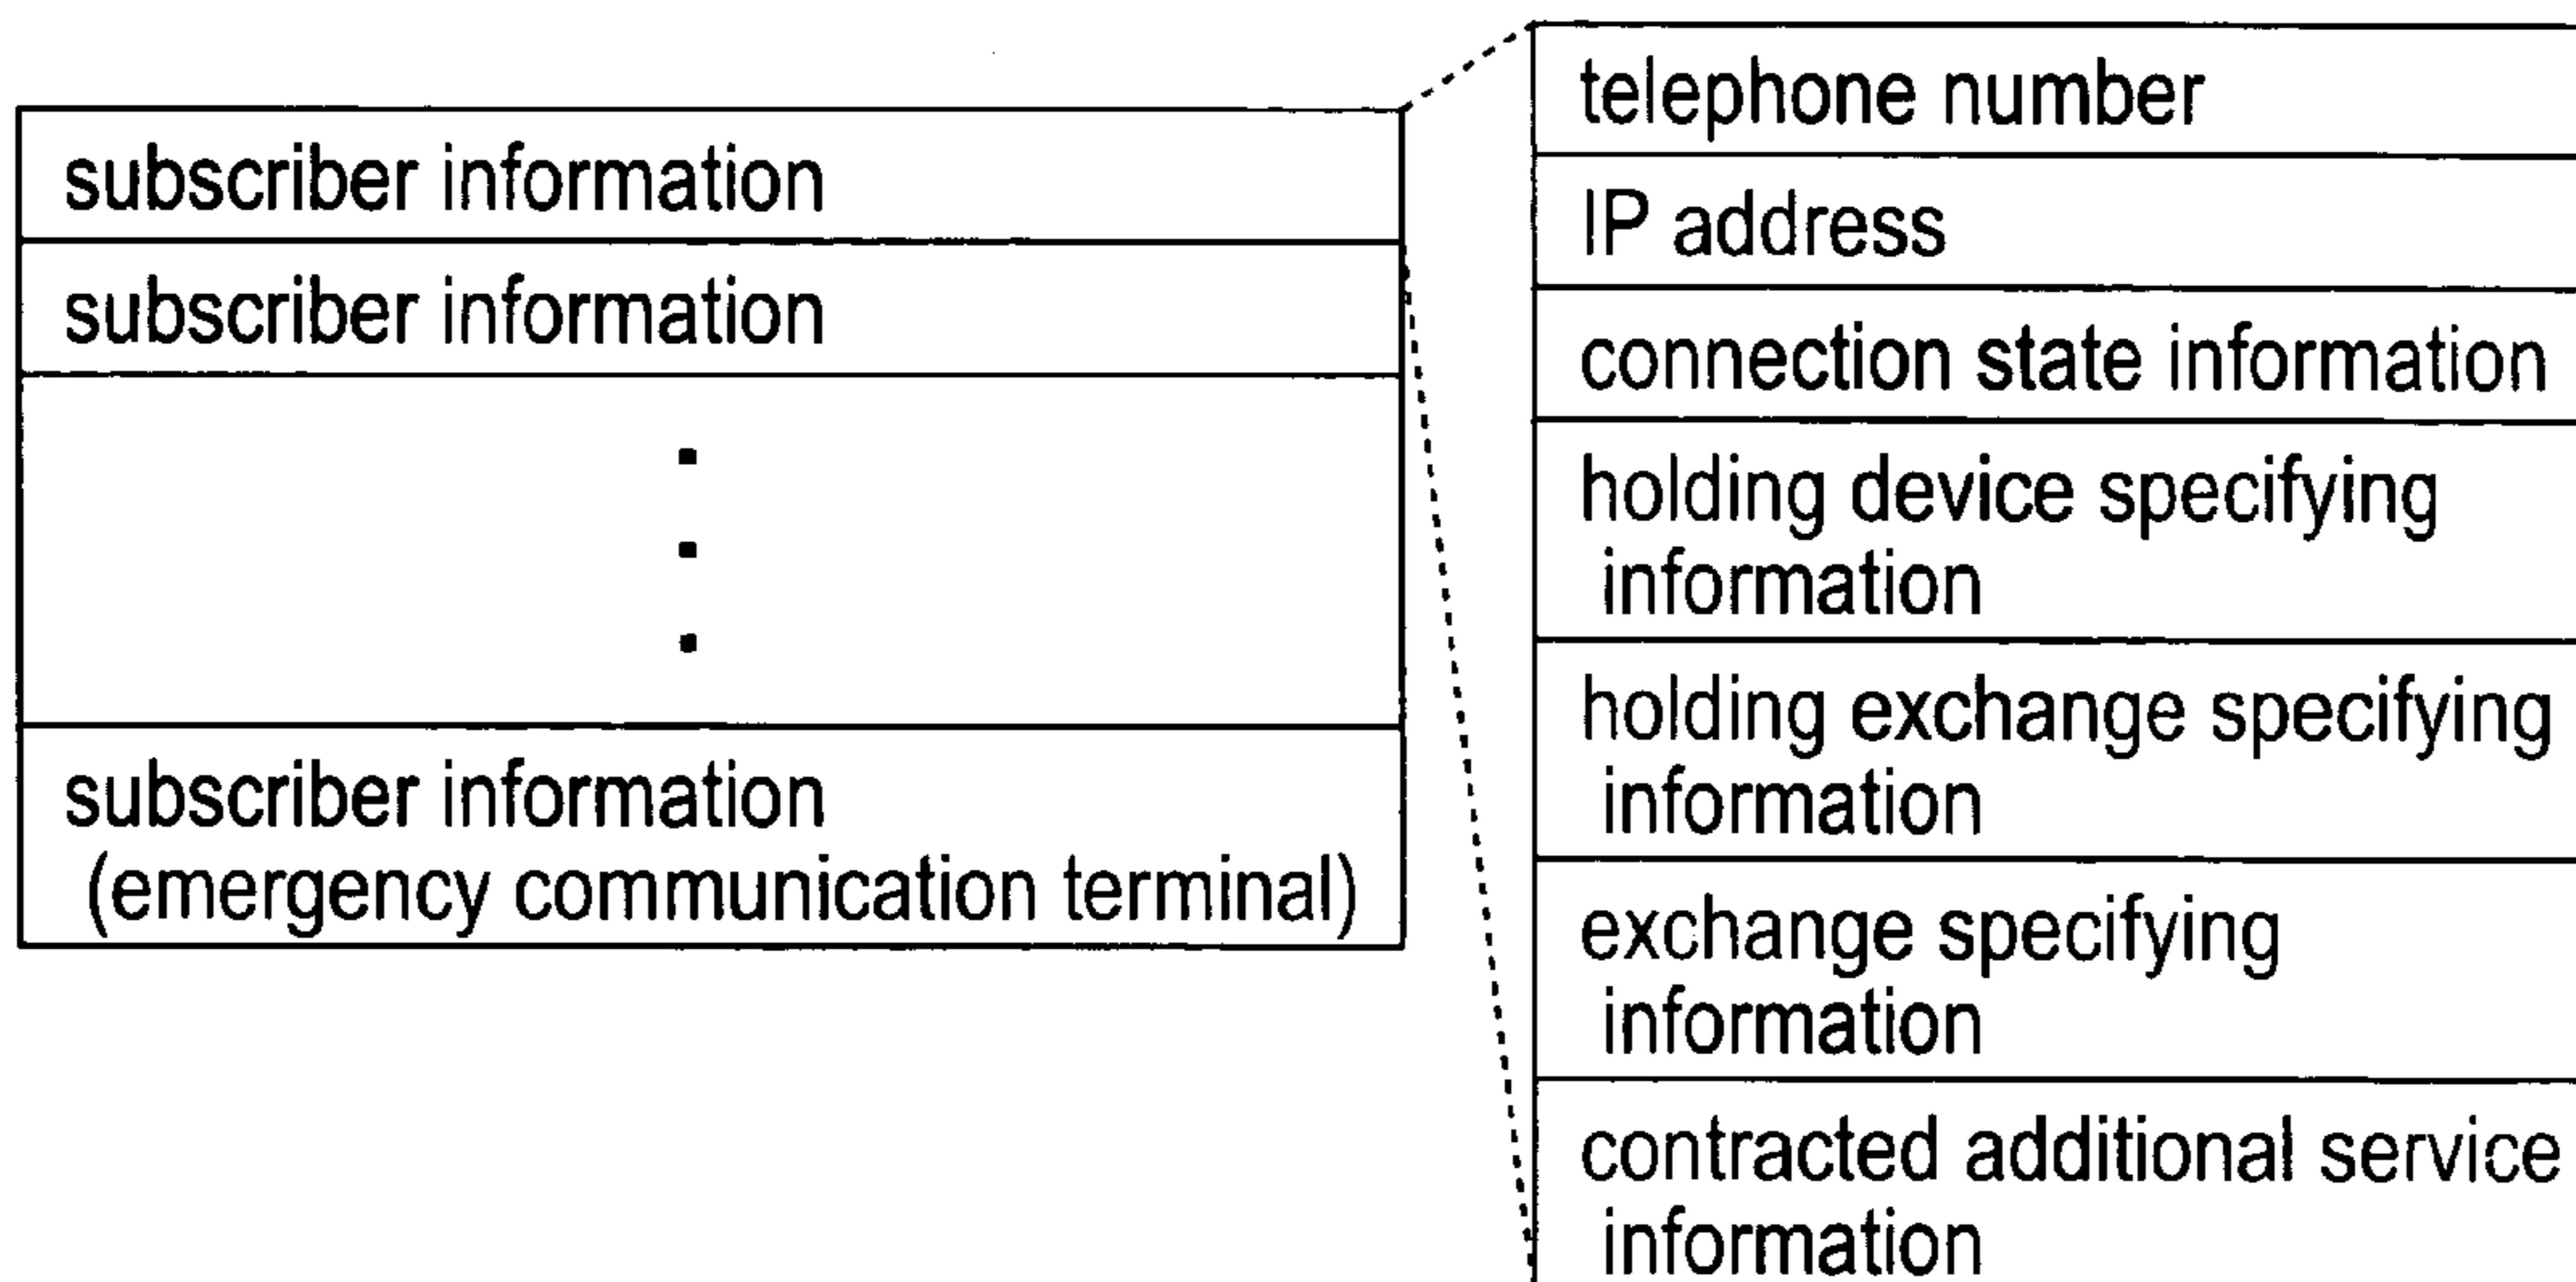 subscriber information
subscriber information
subscriber information
(emergency communication terminal)
telephone number
IP address
connection state information
holding device specifying
information
holding exchange specifying
information
exchange specifying
information
contracted additional service
information